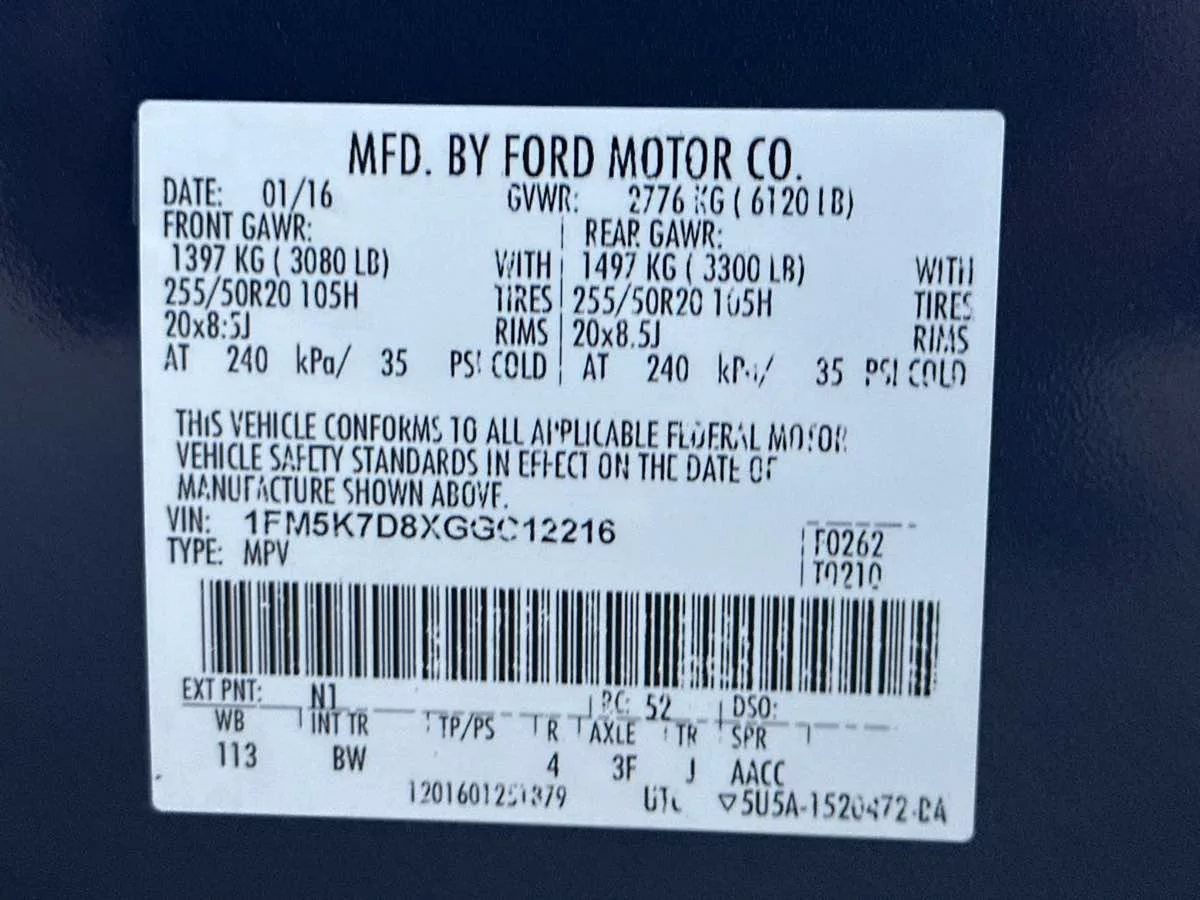 MFD. BY FORD MOTOR CO.
DATE: 01/16 GVWR: 2776 KG ( 6120 LB)
FRONT GAWR: REAR GAWR:
1397 KG ( 3080 LB) WITH 1497 KG ( 3300 LB) WITH
255/50R20 105H TIRES 255/50R20 105H TIRES
20x8.5J RIMS 20x8.5J RIMS
AT 240 kPa/ 35 PSI COLD AT 240 kPa/ 35 PSI COLD
THIS VEHICLE CONFORMS TO ALL APPLICABLE FEDERAL MOTOR
VEHICLE SAFETY STANDARDS IN EFFECT ON THE DATE OF
MANUFACTURE SHOWN ABOVE.
VIN: 1FM5K7D8XGGC12216
TYPE: MPV
F0262
T0210
EXT PNT: N1 RC: 52 DSO:
WB INT TR TP/PS R AXLE TR SPR
113 BW 4 3F J AACC
UTC ▽5U5A-1520472-